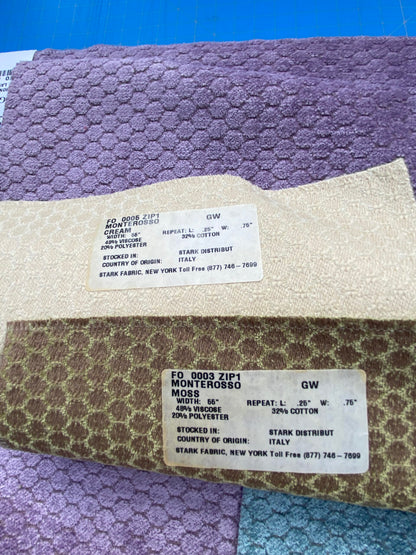 FO 0005 ZIP1 GW
MONTEROSSO
CREAM REPEAT: L: .25" W: .75"
WIDTH: 55"
48% VISCOSE 32% COTTON
20% POLYESTER
STOCKED IN: STARK DISTRIBUT
COUNTRY OF ORIGIN: ITALY
STARK FABRIC, NEW YORK Toll Free (877) 746-7699
FO 0003 ZIP1 GW
MONTEROSSO
MOSS
WIDTH: 55" REPEAT: L: .25" W: .75"
48% VISCOSE 32% COTTON
20% POLYESTER
STOCKED IN: STARK DISTRIBUT
COUNTRY OF ORIGIN: ITALY
STARK FABRIC, NEW YORK Toll Free (877) 746-7699